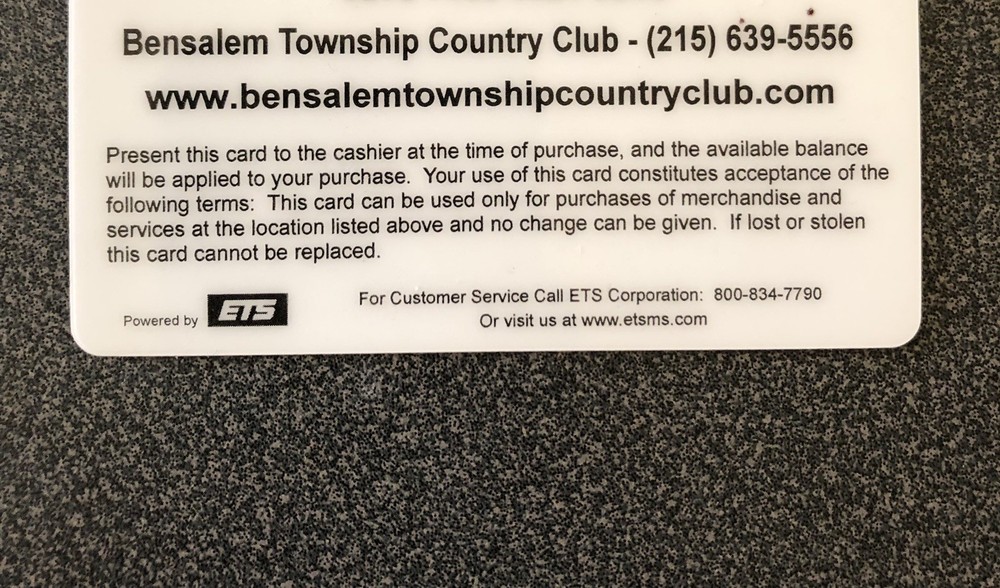 Bensalem Township Country Club - (215) 639-5556
www.bensalemtownshipcountryclub.com
Present this card to the cashier at the time of purchase, and the available balance
will be applied to your purchase. Your use of this card constitutes acceptance of the
following terms: This card can be used only for purchases of merchandise and
services at the location listed above and no change can be given. If lost or stolen
this card cannot be replaced.
Powered by ETS
For Customer Service Call ETS Corporation: 800-834-7790
Or visit us at www.etsms.com